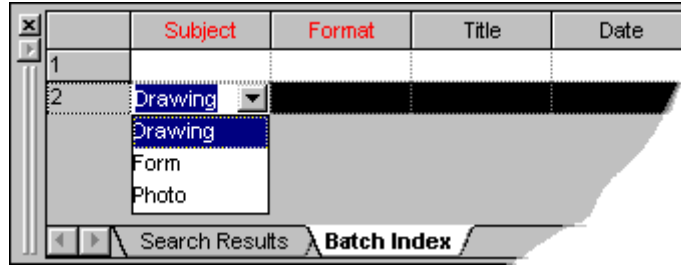 Subject Format Title Date
1
2 Drawing
Drawing
Form
Photo
Search Results Batch Index